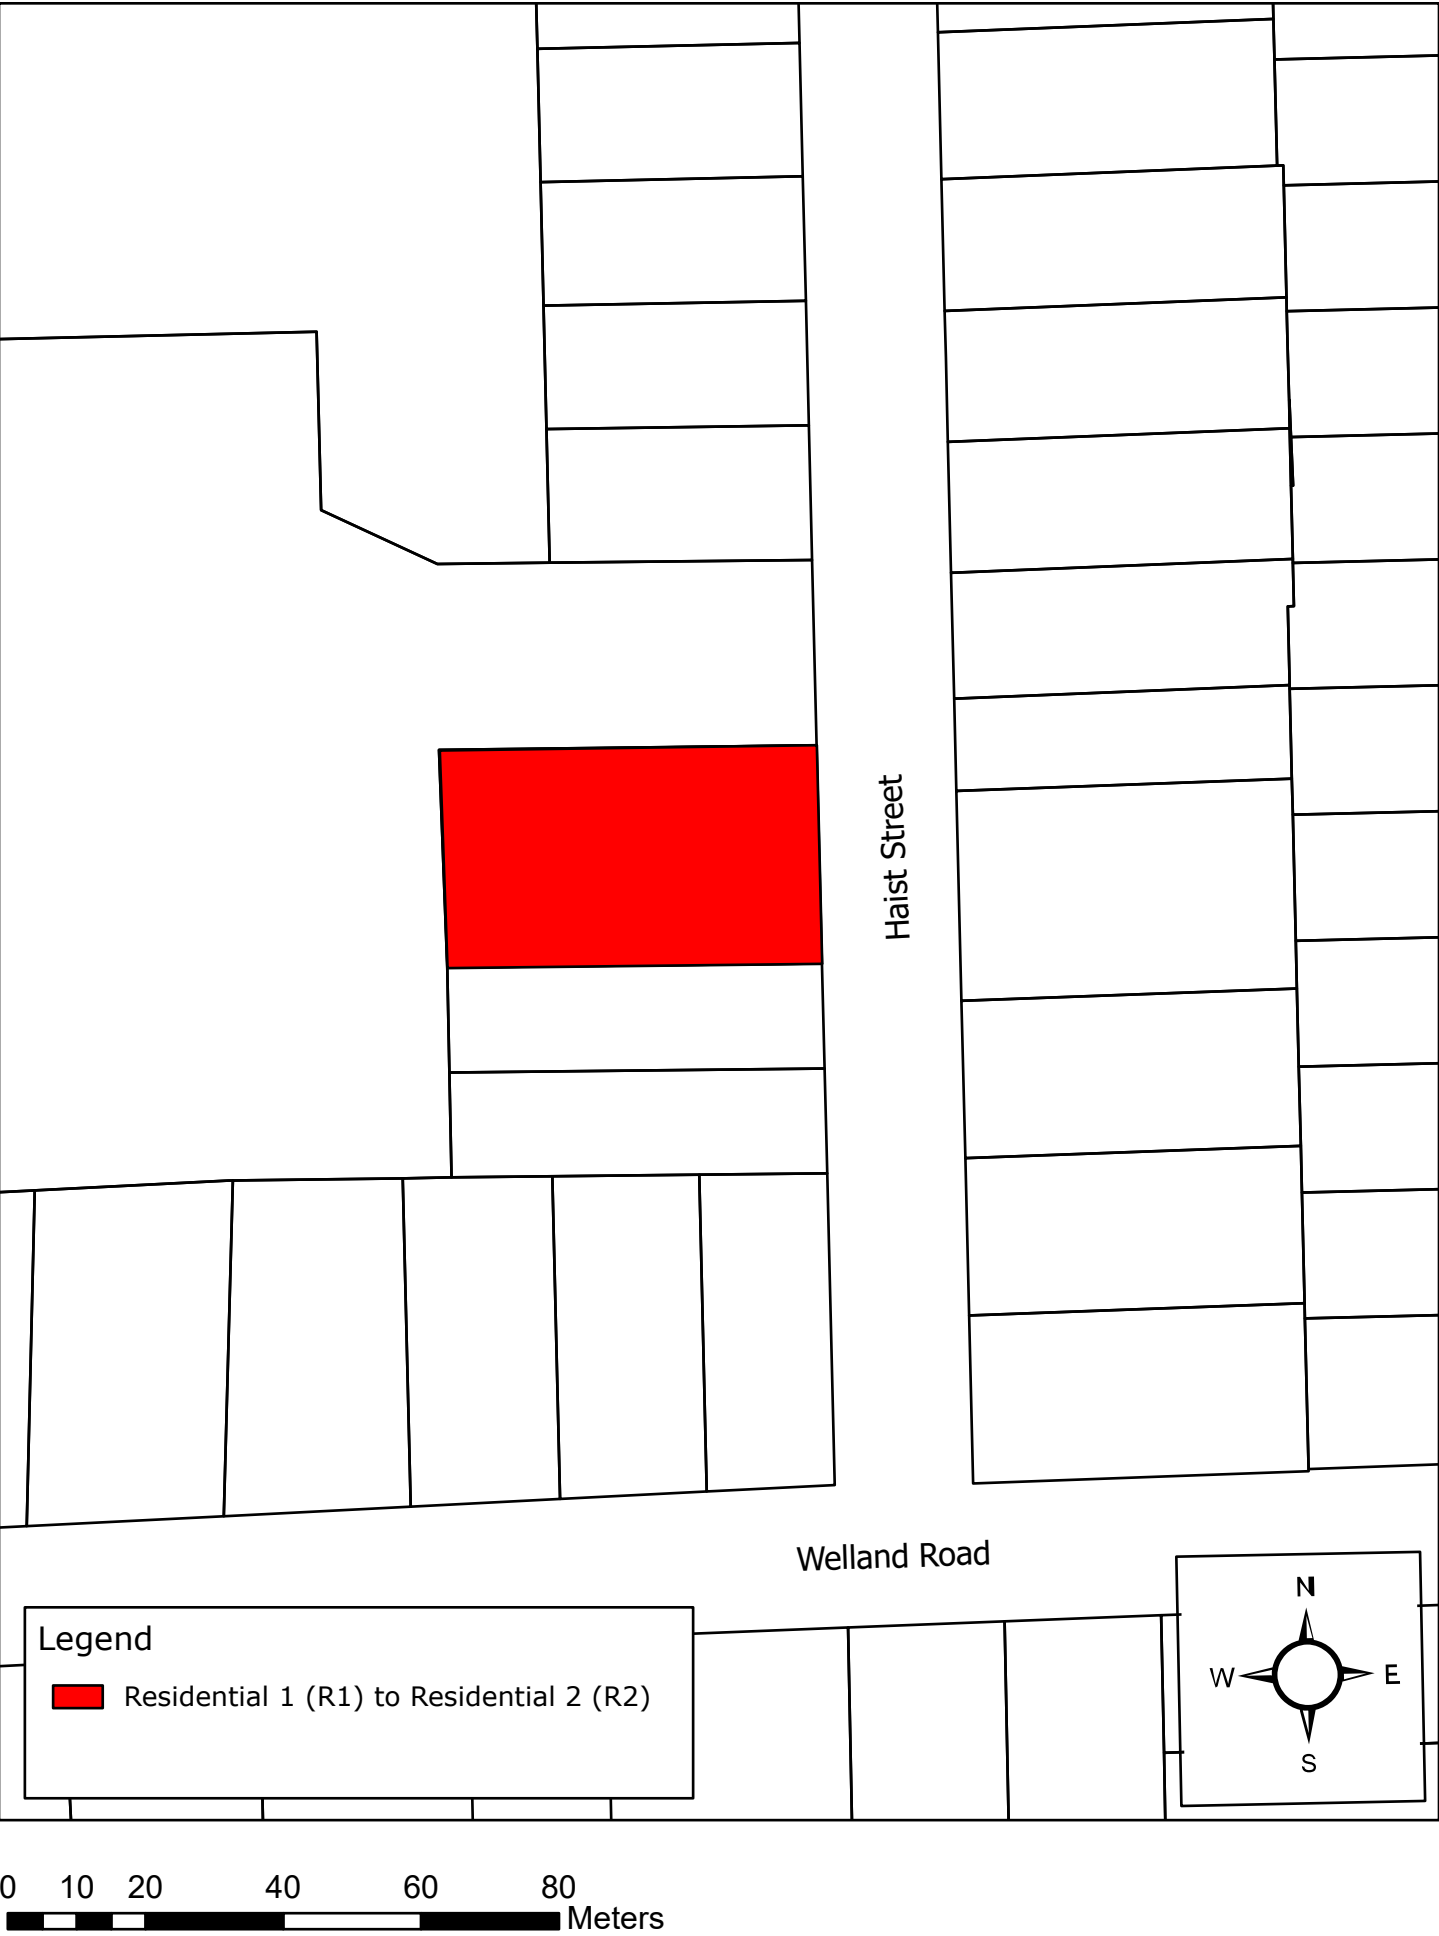 Haist Street
Welland Road
Legend
Residential 1 (R1) to Residential 2 (R2)
N
W E
S
0 10 20 40 60 80
Meters